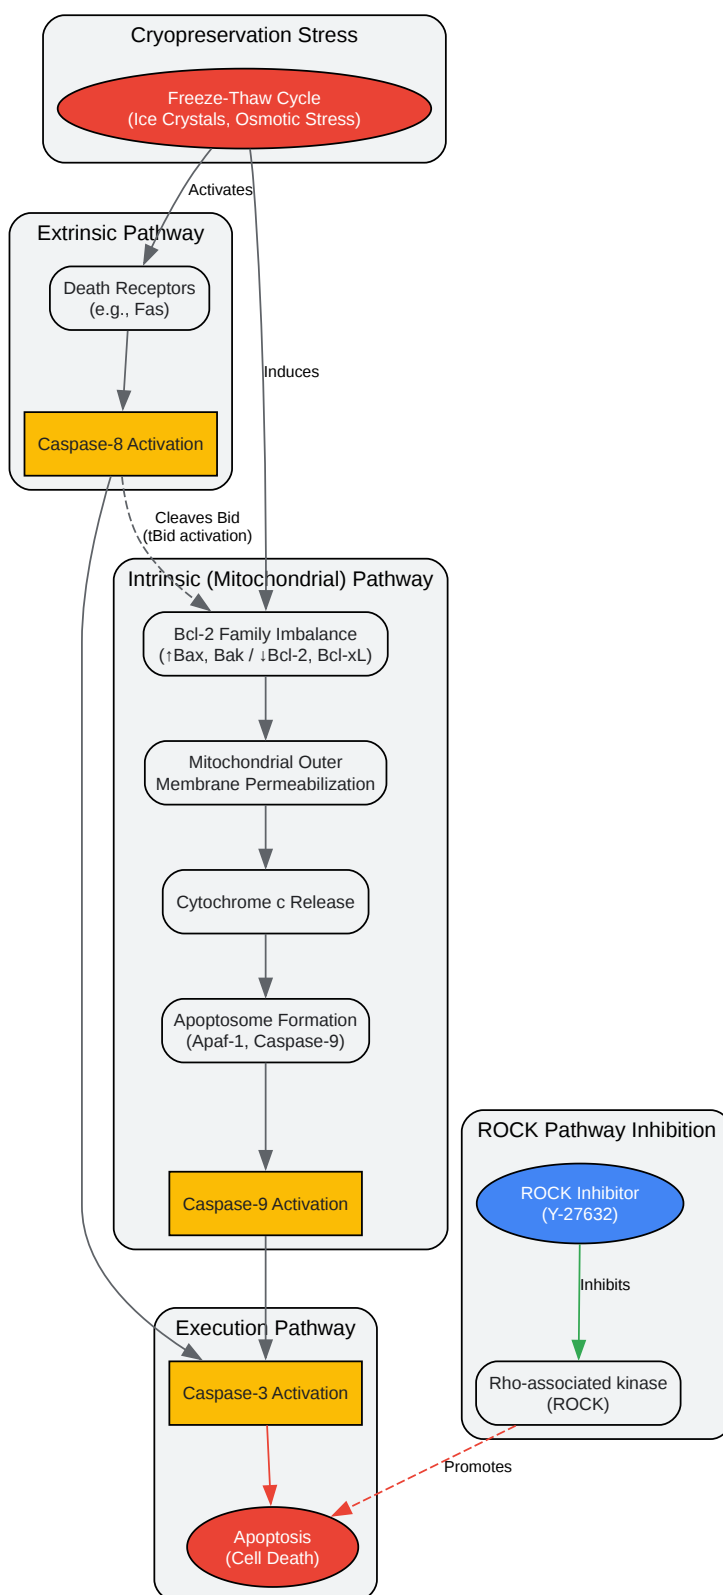 Cryopreservation Stress
Freeze-Thaw Cycle
(Ice Crystals, Osmotic Stress)
Activates
Extrinsic Pathway
Death Receptors
(e.g., Fas)
Induces
Caspase-8 Activation
Cleaves Bid
(tBid activation)
Intrinsic (Mitochondrial) Pathway
Bcl-2 Family Imbalance
(↑Bax, Bak / ↓Bcl-2, Bcl-xL)
Mitochondrial Outer
Membrane Permeabilization
Cytochrome c Release
Apoptosome Formation
(Apaf-1, Caspase-9)
Caspase-9 Activation
ROCK Pathway Inhibition
ROCK Inhibitor
(Y-27632)
Inhibits
Rho-associated kinase
(ROCK)
Execution Pathway
Caspase-3 Activation
Promotes
Apoptosis
(Cell Death)